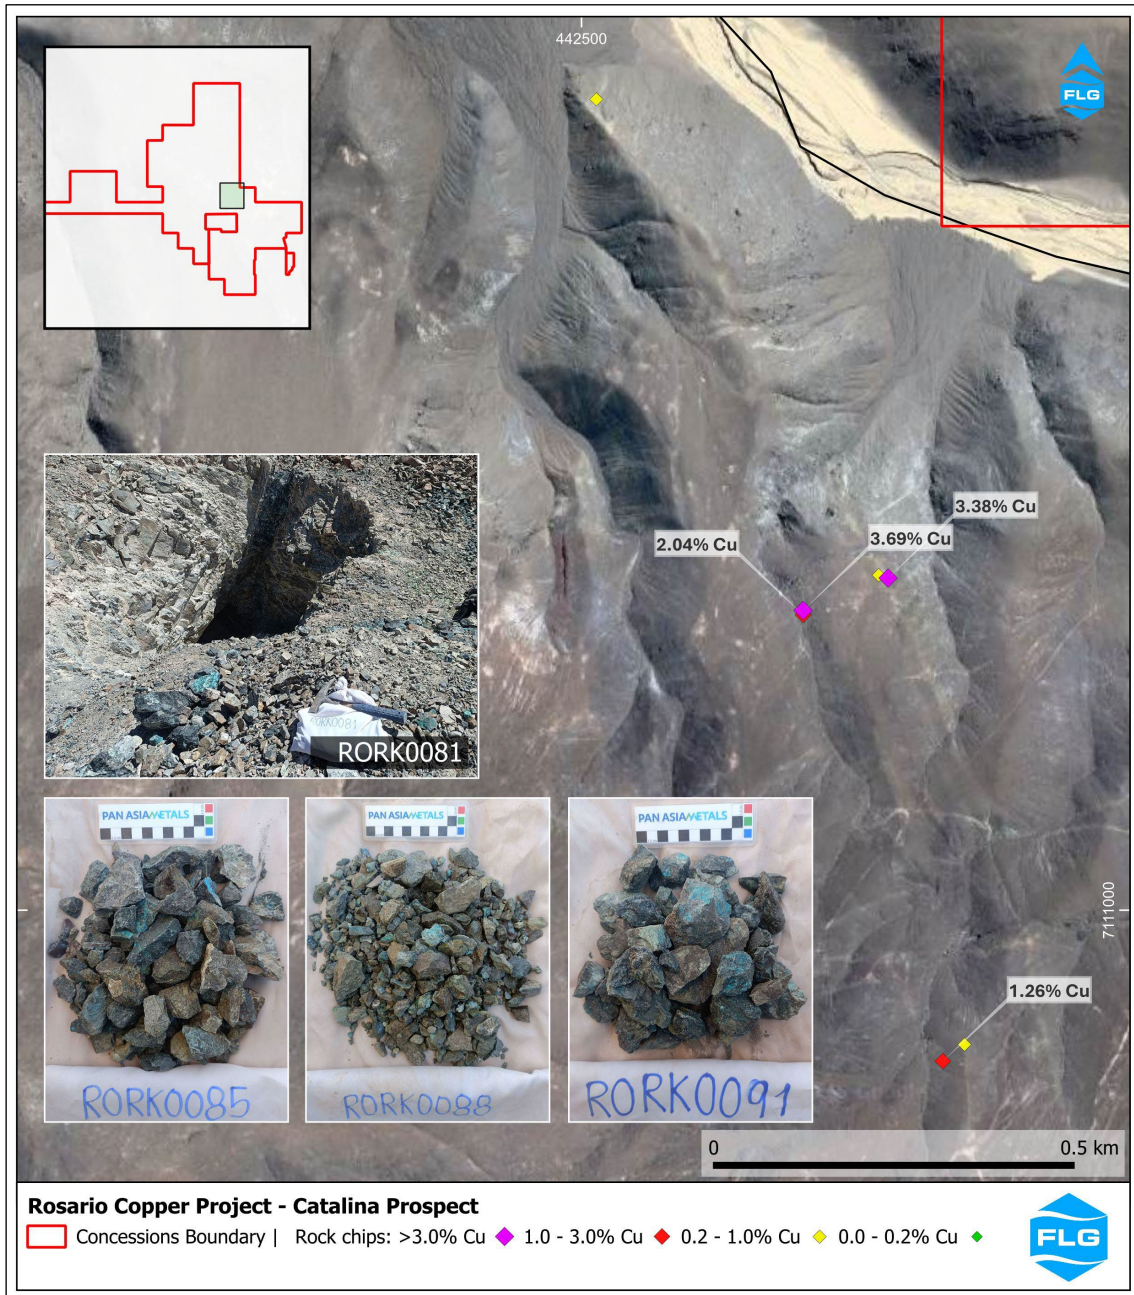 442500
FLG
3.38% Cu
3.69% Cu
2.04% Cu
RORK0081
RORK0081
PAN ASIA METALS
PAN ASIA METALS
PAN ASIA METALS
RORK0085
RORK0088
RORK0091
7111000
1.26% Cu
0 0.5 km
Rosario Copper Project - Catalina Prospect
Concessions Boundary | Rock chips: >3.0% Cu 1.0 - 3.0% Cu 0.2 - 1.0% Cu 0.0 - 0.2% Cu
FLG